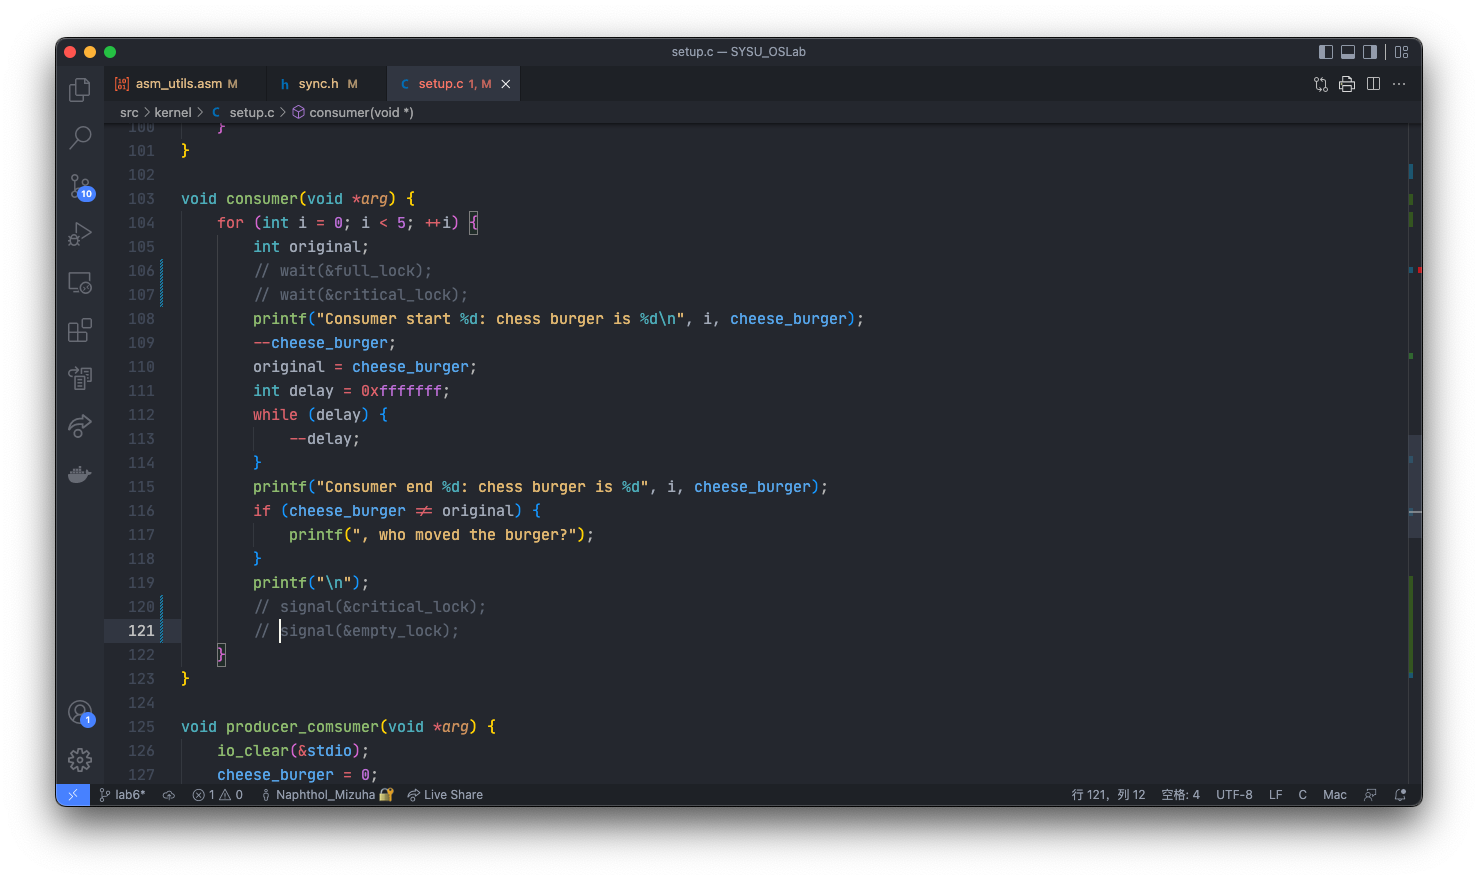 setup.c — SYSU_OSLab
asm_utils.asm M
h sync.h M
C setup.c 1, M
src > kernel > C setup.c > consumer(void *)
100 }
101 }
102
103 void consumer(void *arg) {
104 for (int i = 0; i < 5; ++i) {
105 int original;
106 // wait(&full_lock);
107 // wait(&critical_lock);
108 printf("Consumer start %d: chess burger is %d\n", i, cheese_burger);
109 --cheese_burger;
110 original = cheese_burger;
111 int delay = 0xfffffff;
112 while (delay) {
113 --delay;
114 }
115 printf("Consumer end %d: chess burger is %d", i, cheese_burger);
116 if (cheese_burger != original) {
117 printf(", who moved the burger?");
118 }
119 printf("\n");
120 // signal(&critical_lock);
121 // signal(&empty_lock);
122 }
123 }
124
125 void producer_comsumer(void *arg) {
126 io_clear(&stdio);
127 cheese_burger = 0;
10
1
lab6* 1 0 Naphthol_Mizuha 🔐 Live Share 行 121，列 12 空格: 4 UTF-8 LF C Mac